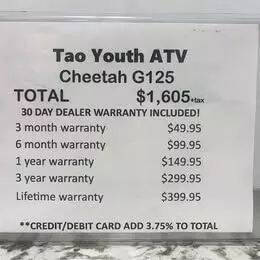 Tao Youth ATV
Cheetah G125
TOTAL $1,605+tax
30 DAY DEALER WARRANTY INCLUDED!
3 month warranty $49.95
6 month warranty $99.95
1 year warranty $149.95
3 year warranty $299.95
Lifetime warranty $399.95
**CREDIT/DEBIT CARD ADD 3.75% TO TOTAL